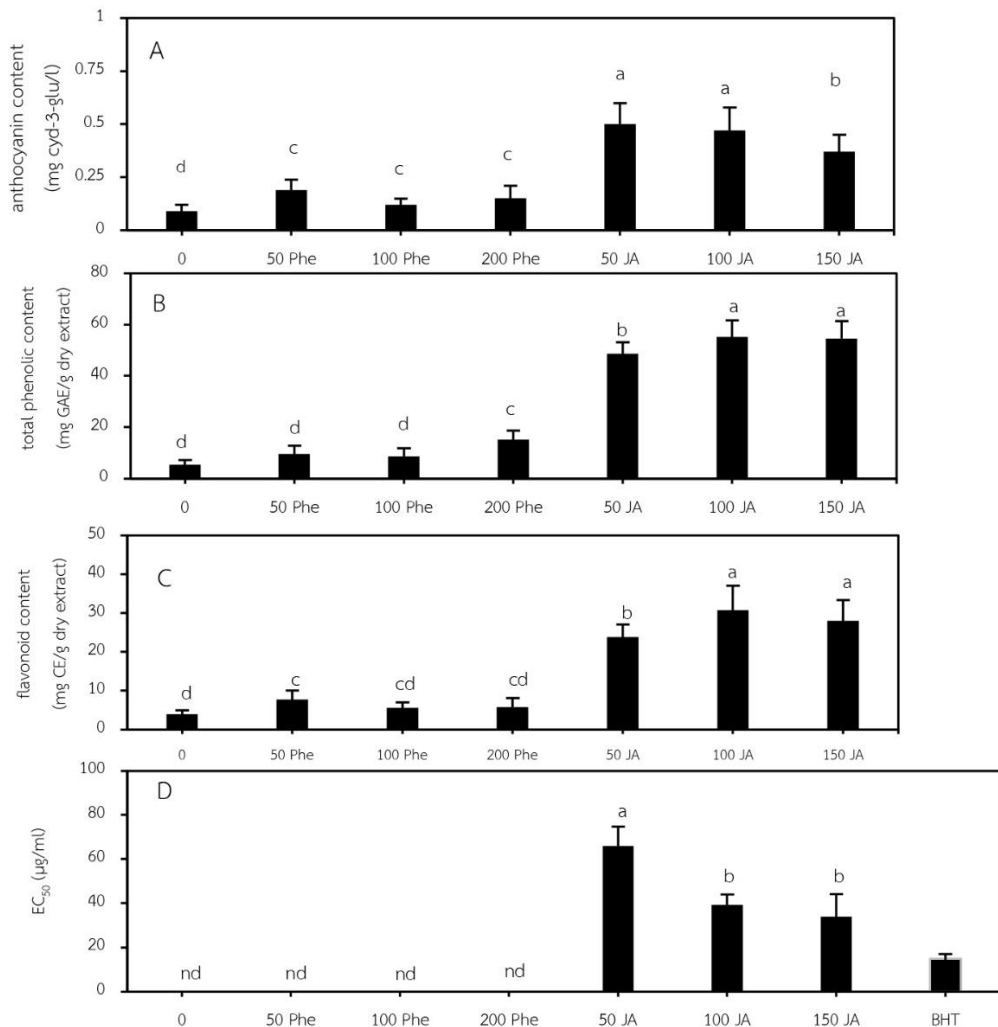 A
anthocyanin content
(mg cyd-3-glu/l)
1
0.75
0.5
0.25
0
d
c
c
c
a
a
b
0 50 Phe 100 Phe 200 Phe 50 JA 100 JA 150 JA
B
total phenolic content
(mg GAE/g dry extract)
80
60
40
20
0
d
d
d
c
b
a
a
0 50 Phe 100 Phe 200 Phe 50 JA 100 JA 150 JA
C
flavonoid content
(mg CE/g dry extract)
50
40
30
20
10
0
d
c
cd
cd
b
a
a
0 50 Phe 100 Phe 200 Phe 50 JA 100 JA 150 JA
D
EC₅₀ (µg/ml)
100
80
60
40
20
0
nd
nd
nd
nd
a
b
b
0 50 Phe 100 Phe 200 Phe 50 JA 100 JA 150 JA BHT